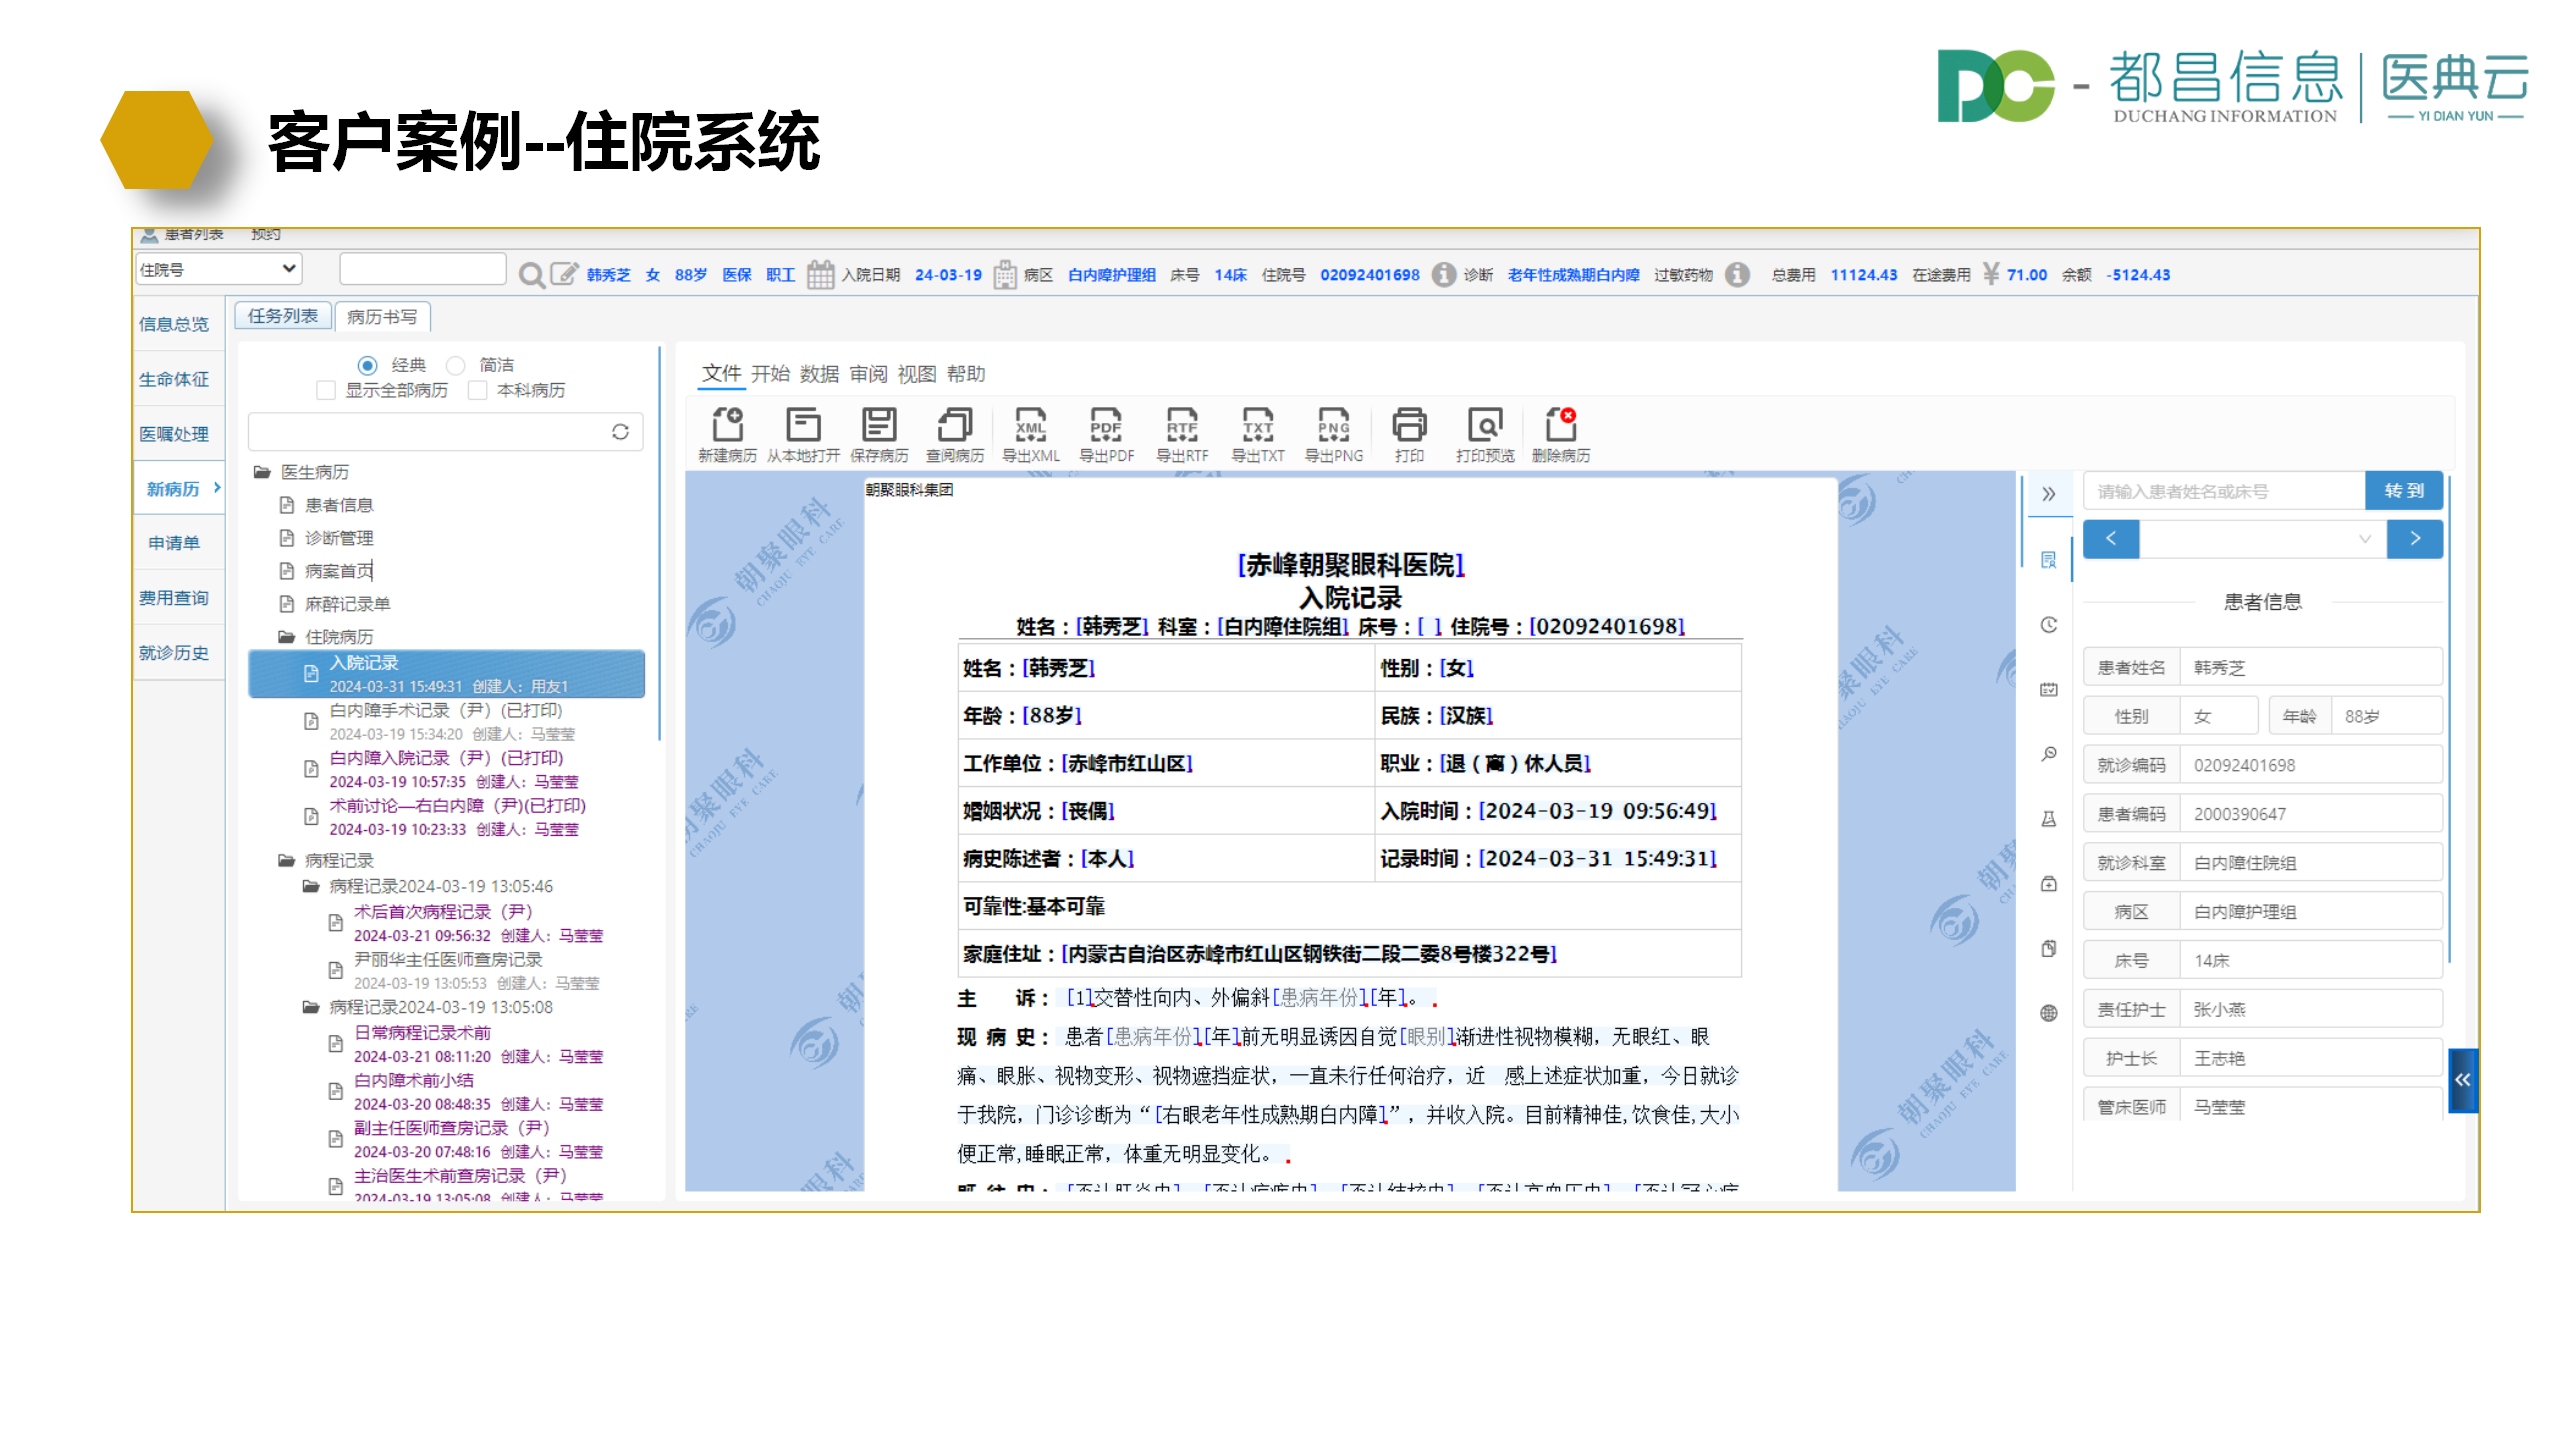 DC - 都昌信息 | 医典云
DUCHANG INFORMATION YI DIAN YUN
客户案例--住院系统
患者列表 预约
住院号 韩秀芝 女 88岁 医保 职工 入院日期 24-03-19 病区 白内障护理组 床号 14床 住院号 02092401698 诊断 老年性成熟期白内障 过敏药物 总费用 11124.43 在途费用 ¥ 71.00 余额 -5124.43
信息总览
生命体征
医嘱处理
新病历
申请单
费用查询
就诊历史
任务列表 病历书写
经典 简洁
显示全部病历 本科病历
医生病历
患者信息
诊断管理
病案首页
麻醉记录单
住院病历
入院记录
2024-03-31 15:49:31 创建人：用友1
白内障手术记录（尹）(已打印)
2024-03-19 15:34:20 创建人：马莹莹
白内障入院记录（尹）(已打印)
2024-03-19 10:57:35 创建人：马莹莹
术前讨论—右白内障（尹)(已打印)
2024-03-19 10:23:33 创建人：马莹莹
病程记录
病程记录2024-03-19 13:05:46
术后首次病程记录（尹）
2024-03-21 09:56:32 创建人：马莹莹
尹丽华主任医师查房记录
2024-03-19 13:05:53 创建人：马莹莹
病程记录2024-03-19 13:05:08
日常病程记录术前
2024-03-21 08:11:20 创建人：马莹莹
白内障术前小结
2024-03-20 08:48:35 创建人：马莹莹
副主任医师查房记录（尹）
2024-03-20 07:48:16 创建人：马莹莹
主治医生术前查房记录（尹）
2024-03-19 13:05:08 创建人：马莹莹
文件 开始 数据 审阅 视图 帮助
XML PDF RTF TXT PNG
新建病历 从本地打开 保存病历 查阅病历 导出XML 导出PDF 导出RTF 导出TXT 导出PNG 打印 打印预览 删除病历
朝聚眼科集团
朝聚眼科
CHAOJU EYE CARE
[赤峰朝聚眼科医院]
入院记录
姓名：[韩秀芝] 科室：[白内障住院组] 床号：[ ] 住院号：[02092401698]
姓名：[韩秀芝] 性别：[女]
年龄：[88岁] 民族：[汉族]
工作单位：[赤峰市红山区] 职业：[退（离）休人员]
婚姻状况：[丧偶] 入院时间：[2024-03-19 09:56:49]
病史陈述者：[本人] 记录时间：[2024-03-31 15:49:31]
可靠性:基本可靠
家庭住址：[内蒙古自治区赤峰市红山区钢铁街二段二委8号楼322号]
主 诉： [1]交替性向内、外偏斜[患病年份][年]。
现 病 史： 患者[患病年份][年]前无明显诱因自觉[眼别]渐进性视物模糊，无眼红、眼
痛、眼胀、视物变形、视物遮挡症状，一直未行任何治疗，近 感上述症状加重，今日就诊
于我院，门诊诊断为“[右眼老年性成熟期白内障]”，并收入院。目前精神佳,饮食佳,大小
便正常,睡眠正常，体重无明显变化。
请输入患者姓名或床号 转到
患者信息
患者姓名 韩秀芝
性别 女 年龄 88岁
就诊编码 02092401698
患者编码 2000390647
就诊科室 白内障住院组
病区 白内障护理组
床号 14床
责任护士 张小燕
护士长 王志艳
管床医师 马莹莹